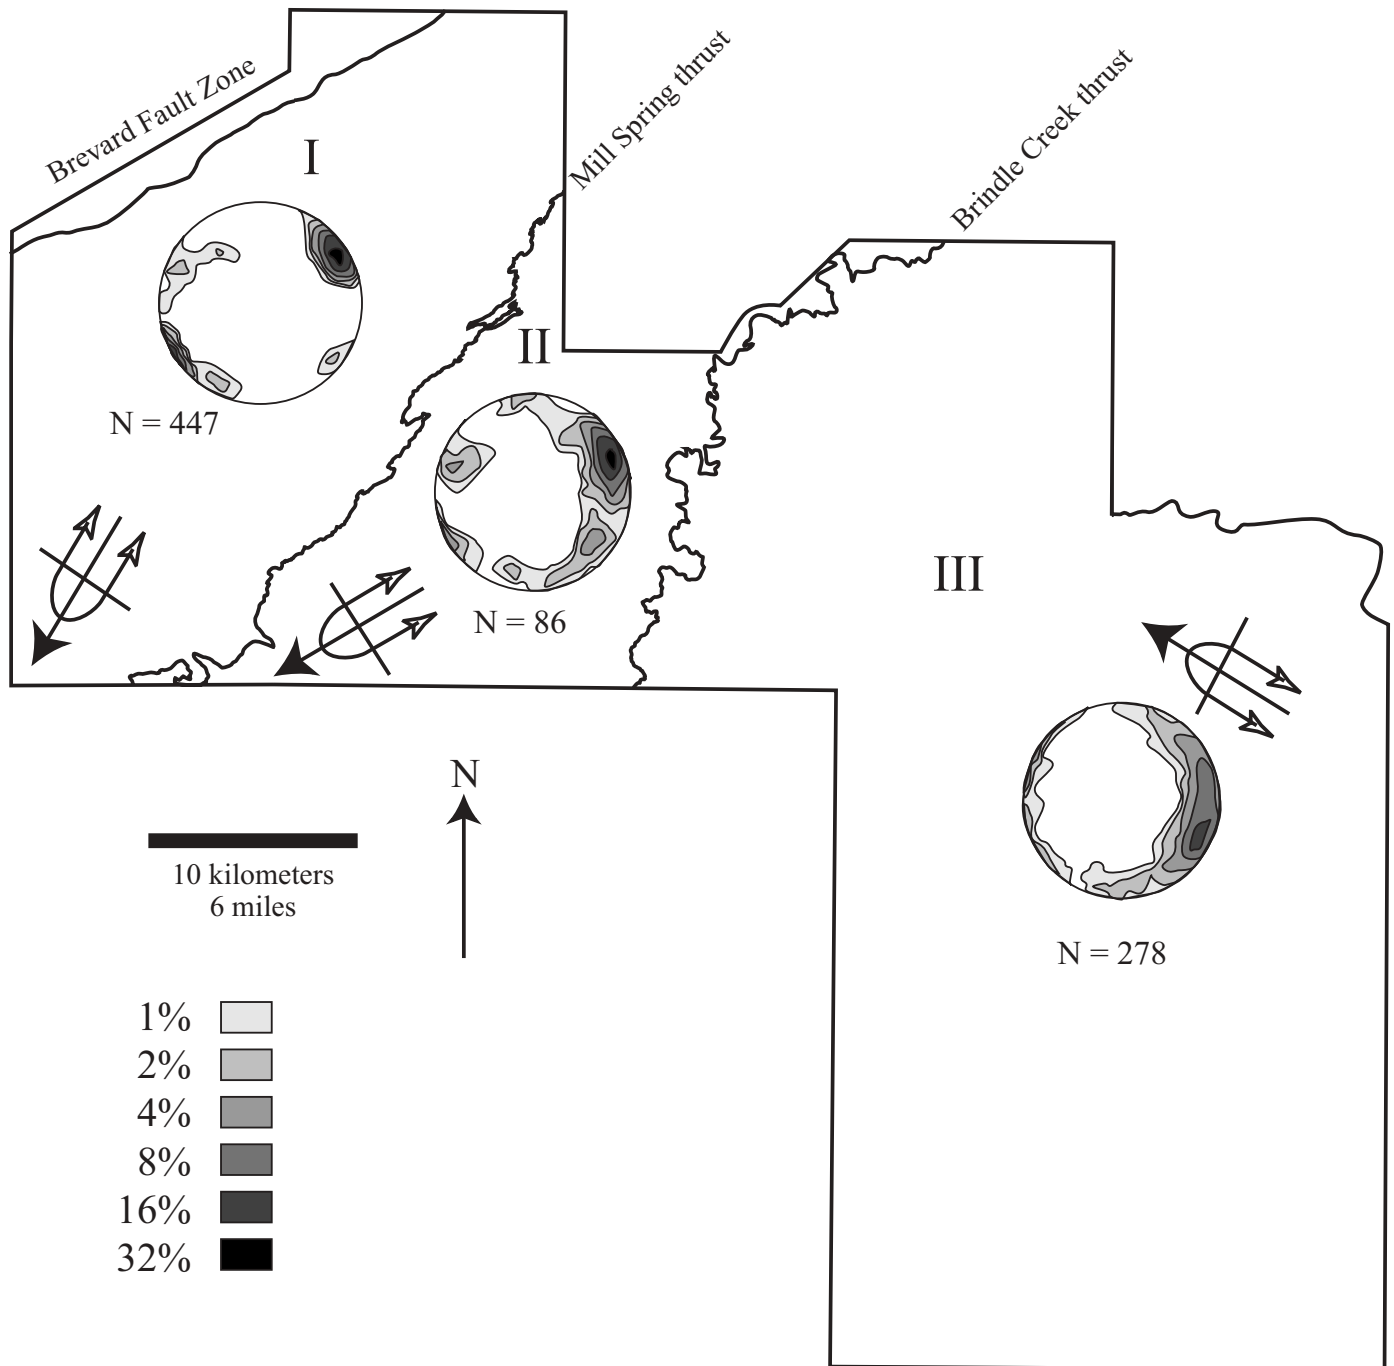 Brevard Fault Zone
Mill Spring thrust
Brindle Creek thrust
I
N = 447
II
N = 86
III
N = 278
N
10 kilometers
6 miles
1%
2%
4%
8%
16%
32%